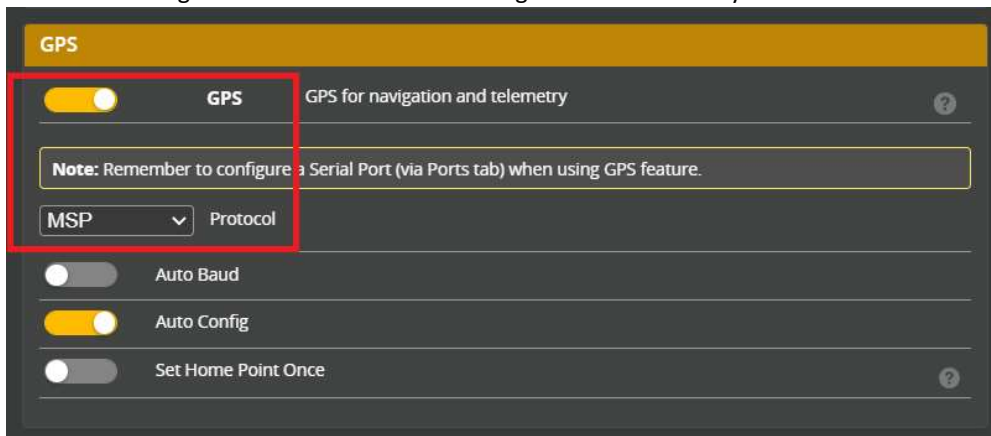 GPS
GPS GPS for navigation and telemetry
Note: Remember to configure a Serial Port (via Ports tab) when using GPS feature.
MSP Protocol
Auto Baud
Auto Config
Set Home Point Once